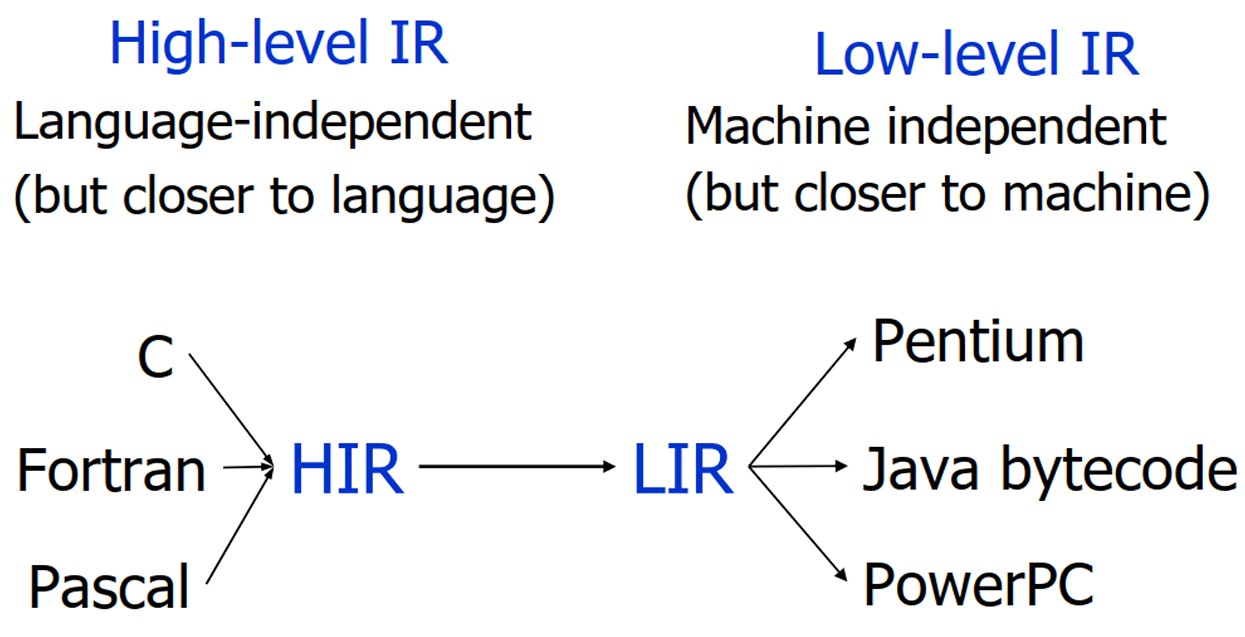 High-level IR
Language-independent
(but closer to language)
Low-level IR
Machine independent
(but closer to machine)
C
Fortran
Pascal
HIR
LIR
Pentium
Java bytecode
PowerPC